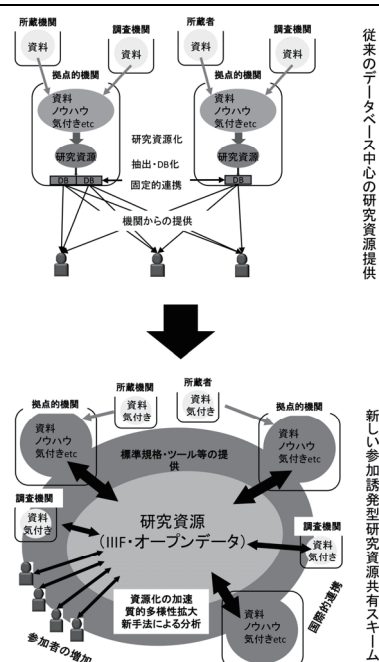 従来のデータベース中心の研究資源提供
所蔵機関
資料
調査機関
資料
所蔵者
資料
調査機関
資料
拠点的機関
資料
ノウハウ
気付きetc
研究資源
DB
DB
拠点的機関
資料
ノウハウ
気付きetc
研究資源
DB
研究資源化
抽出・DB化
固定的連携
機関からの提供
新しい参加誘発型研究資源共有スキーム
所蔵機関
資料
気付き
所蔵者
資料
気付き
拠点的機関
資料
ノウハウ
気付きetc
拠点的機関
資料
ノウハウ
気付きetc
標準規格・ツール等の提
供
調査機関
資料
気付き
研究資源
(IIIF・オープンデータ)
調査機関
資料
気付き
資源化の加速
質的多様性拡大
新手法による分析
参加者の増加
国際的連携
資料
ノウハウ
気付きetc